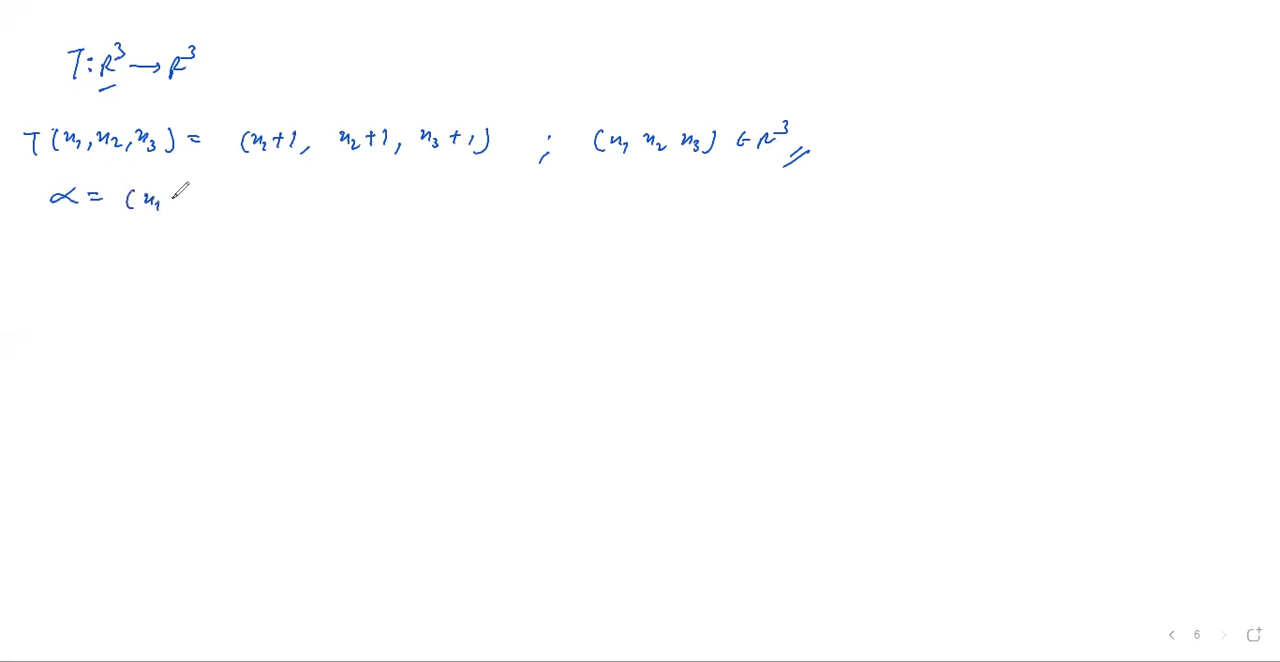 T: R³ → R³
T(x₁, x₂, x₃) = (x₁+1, x₂+1, x₃+1) ; (x₁ x₂ x₃) ∈ R³
α = (x₁
6